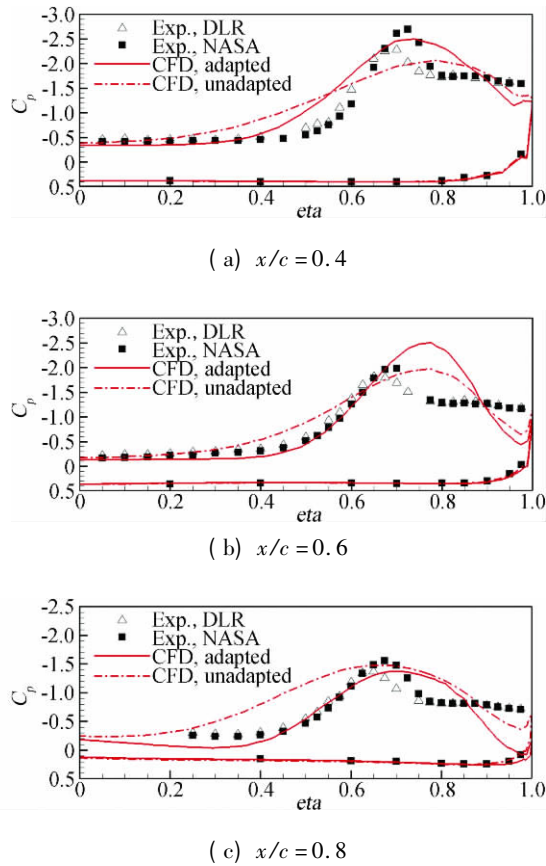 -3.0
-2.5
-2.0
-1.5
-1.0
-0.5
0
0.5
Cp
Exp., DLR
Exp., NASA
CFD, adapted
CFD, unadapted
0 0.2 0.4 0.6 0.8 1.0
eta
(a) x/c=0.4
-3.0
-2.5
-2.0
-1.5
-1.0
-0.5
0
0.5
Cp
Exp., DLR
Exp., NASA
CFD, adapted
CFD, unadapted
0 0.2 0.4 0.6 0.8 1.0
eta
(b) x/c=0.6
-2.5
-2.0
-1.5
-1.0
-0.5
0
0.5
Cp
Exp., DLR
Exp., NASA
CFD, adapted
CFD, unadapted
0 0.2 0.4 0.6 0.8 1.0
eta
(c) x/c=0.8